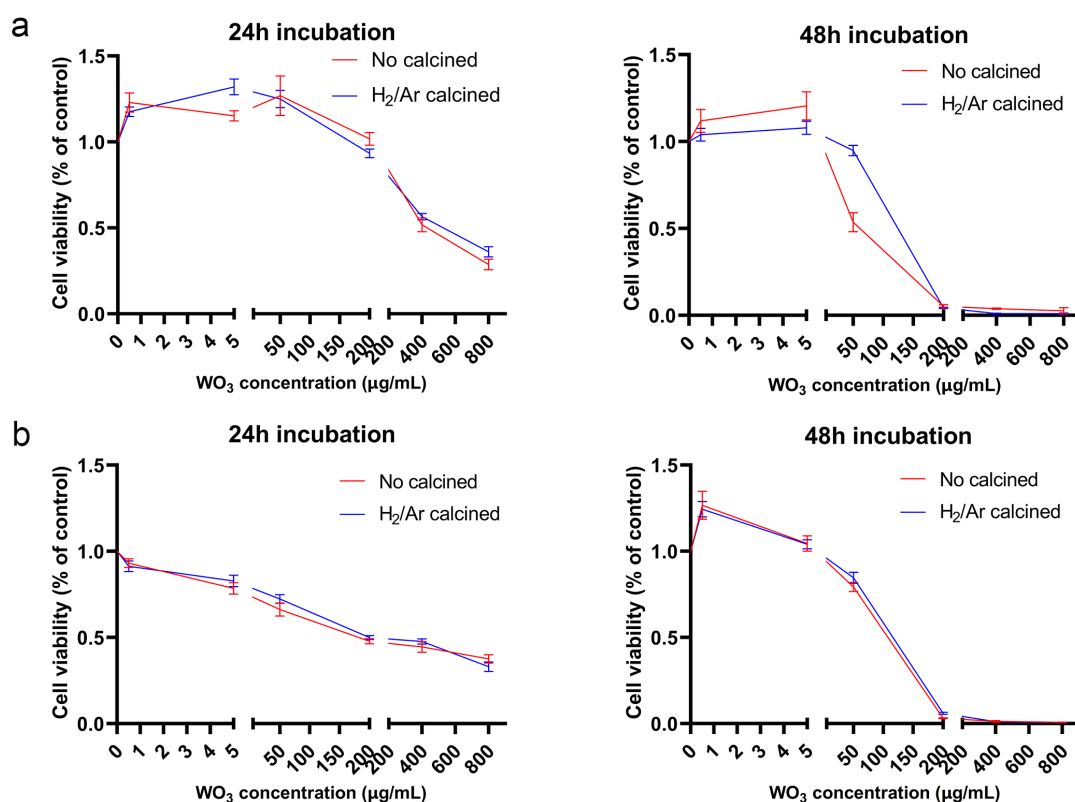 a
24h incubation
No calcined
H₂/Ar calcined
Cell viability (% of control)
1.5
1.0
0.5
0.0
0 1 2 3 4 5 50 100 150 200 200 400 600 800
WO₃ concentration (µg/mL)
48h incubation
No calcined
H₂/Ar calcined
Cell viability (% of control)
1.5
1.0
0.5
0.0
0 1 2 3 4 5 50 100 150 200 200 400 600 800
WO₃ concentration (µg/mL)
b
24h incubation
No calcined
H₂/Ar calcined
Cell viability (% of control)
1.5
1.0
0.5
0.0
0 1 2 3 4 5 50 100 150 200 200 400 600 800
WO₃ concentration (µg/mL)
48h incubation
No calcined
H₂/Ar calcined
Cell viability (% of control)
1.5
1.0
0.5
0.0
0 1 2 3 4 5 50 100 150 200 200 400 600 800
WO₃ concentration (µg/mL)